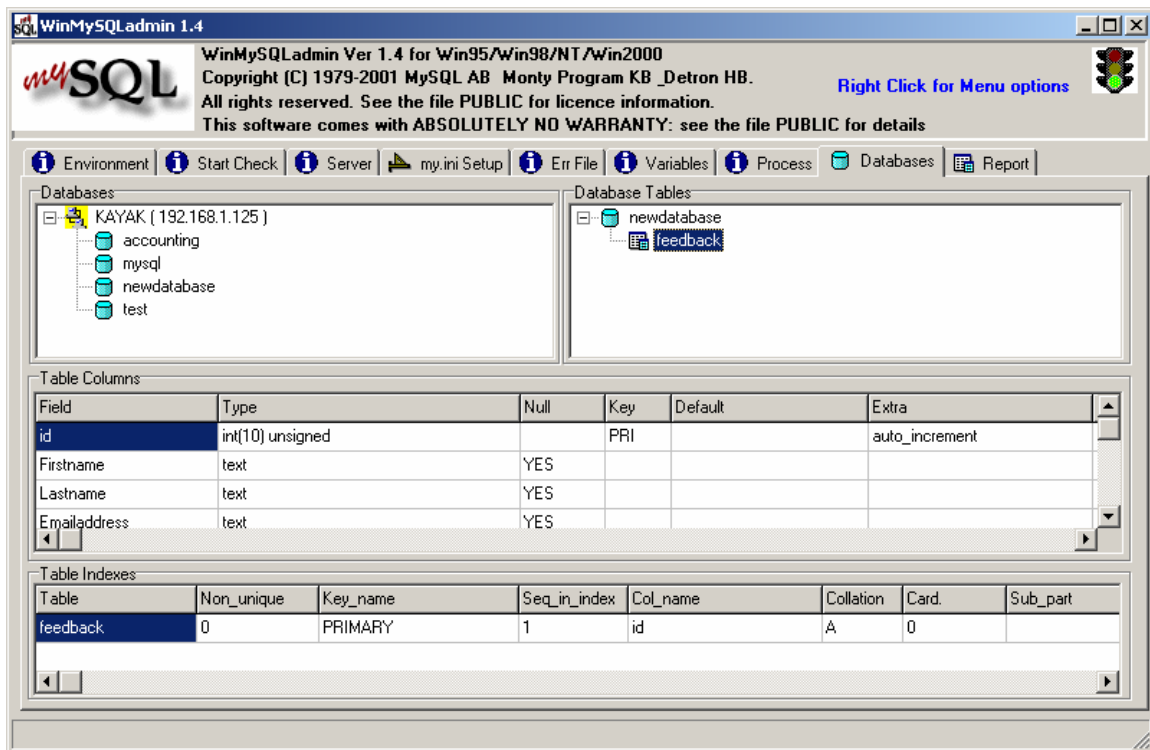 WinMySQLadmin 1.4
mySQL
WinMySQLadmin Ver 1.4 for Win95/Win98/NT/Win2000
Copyright (C) 1979-2001 MySQL AB Monty Program KB _Detron HB.
All rights reserved. See the file PUBLIC for licence information.
This software comes with ABSOLUTELY NO WARRANTY: see the file PUBLIC for details
Right Click for Menu options
Environment Start Check Server my.ini Setup Err File Variables Process Databases Report
Databases
KAYAK ( 192.168.1.125 )
accounting
mysql
newdatabase
test
Database Tables
newdatabase
feedback
Table Columns
Field Type Null Key Default Extra
id int(10) unsigned PRI auto_increment
Firstname text YES
Lastname text YES
Emailaddress text YES
Table Indexes
Table Non_unique Key_name Seq_in_index Col_name Collation Card. Sub_part
feedback 0 PRIMARY 1 id A 0